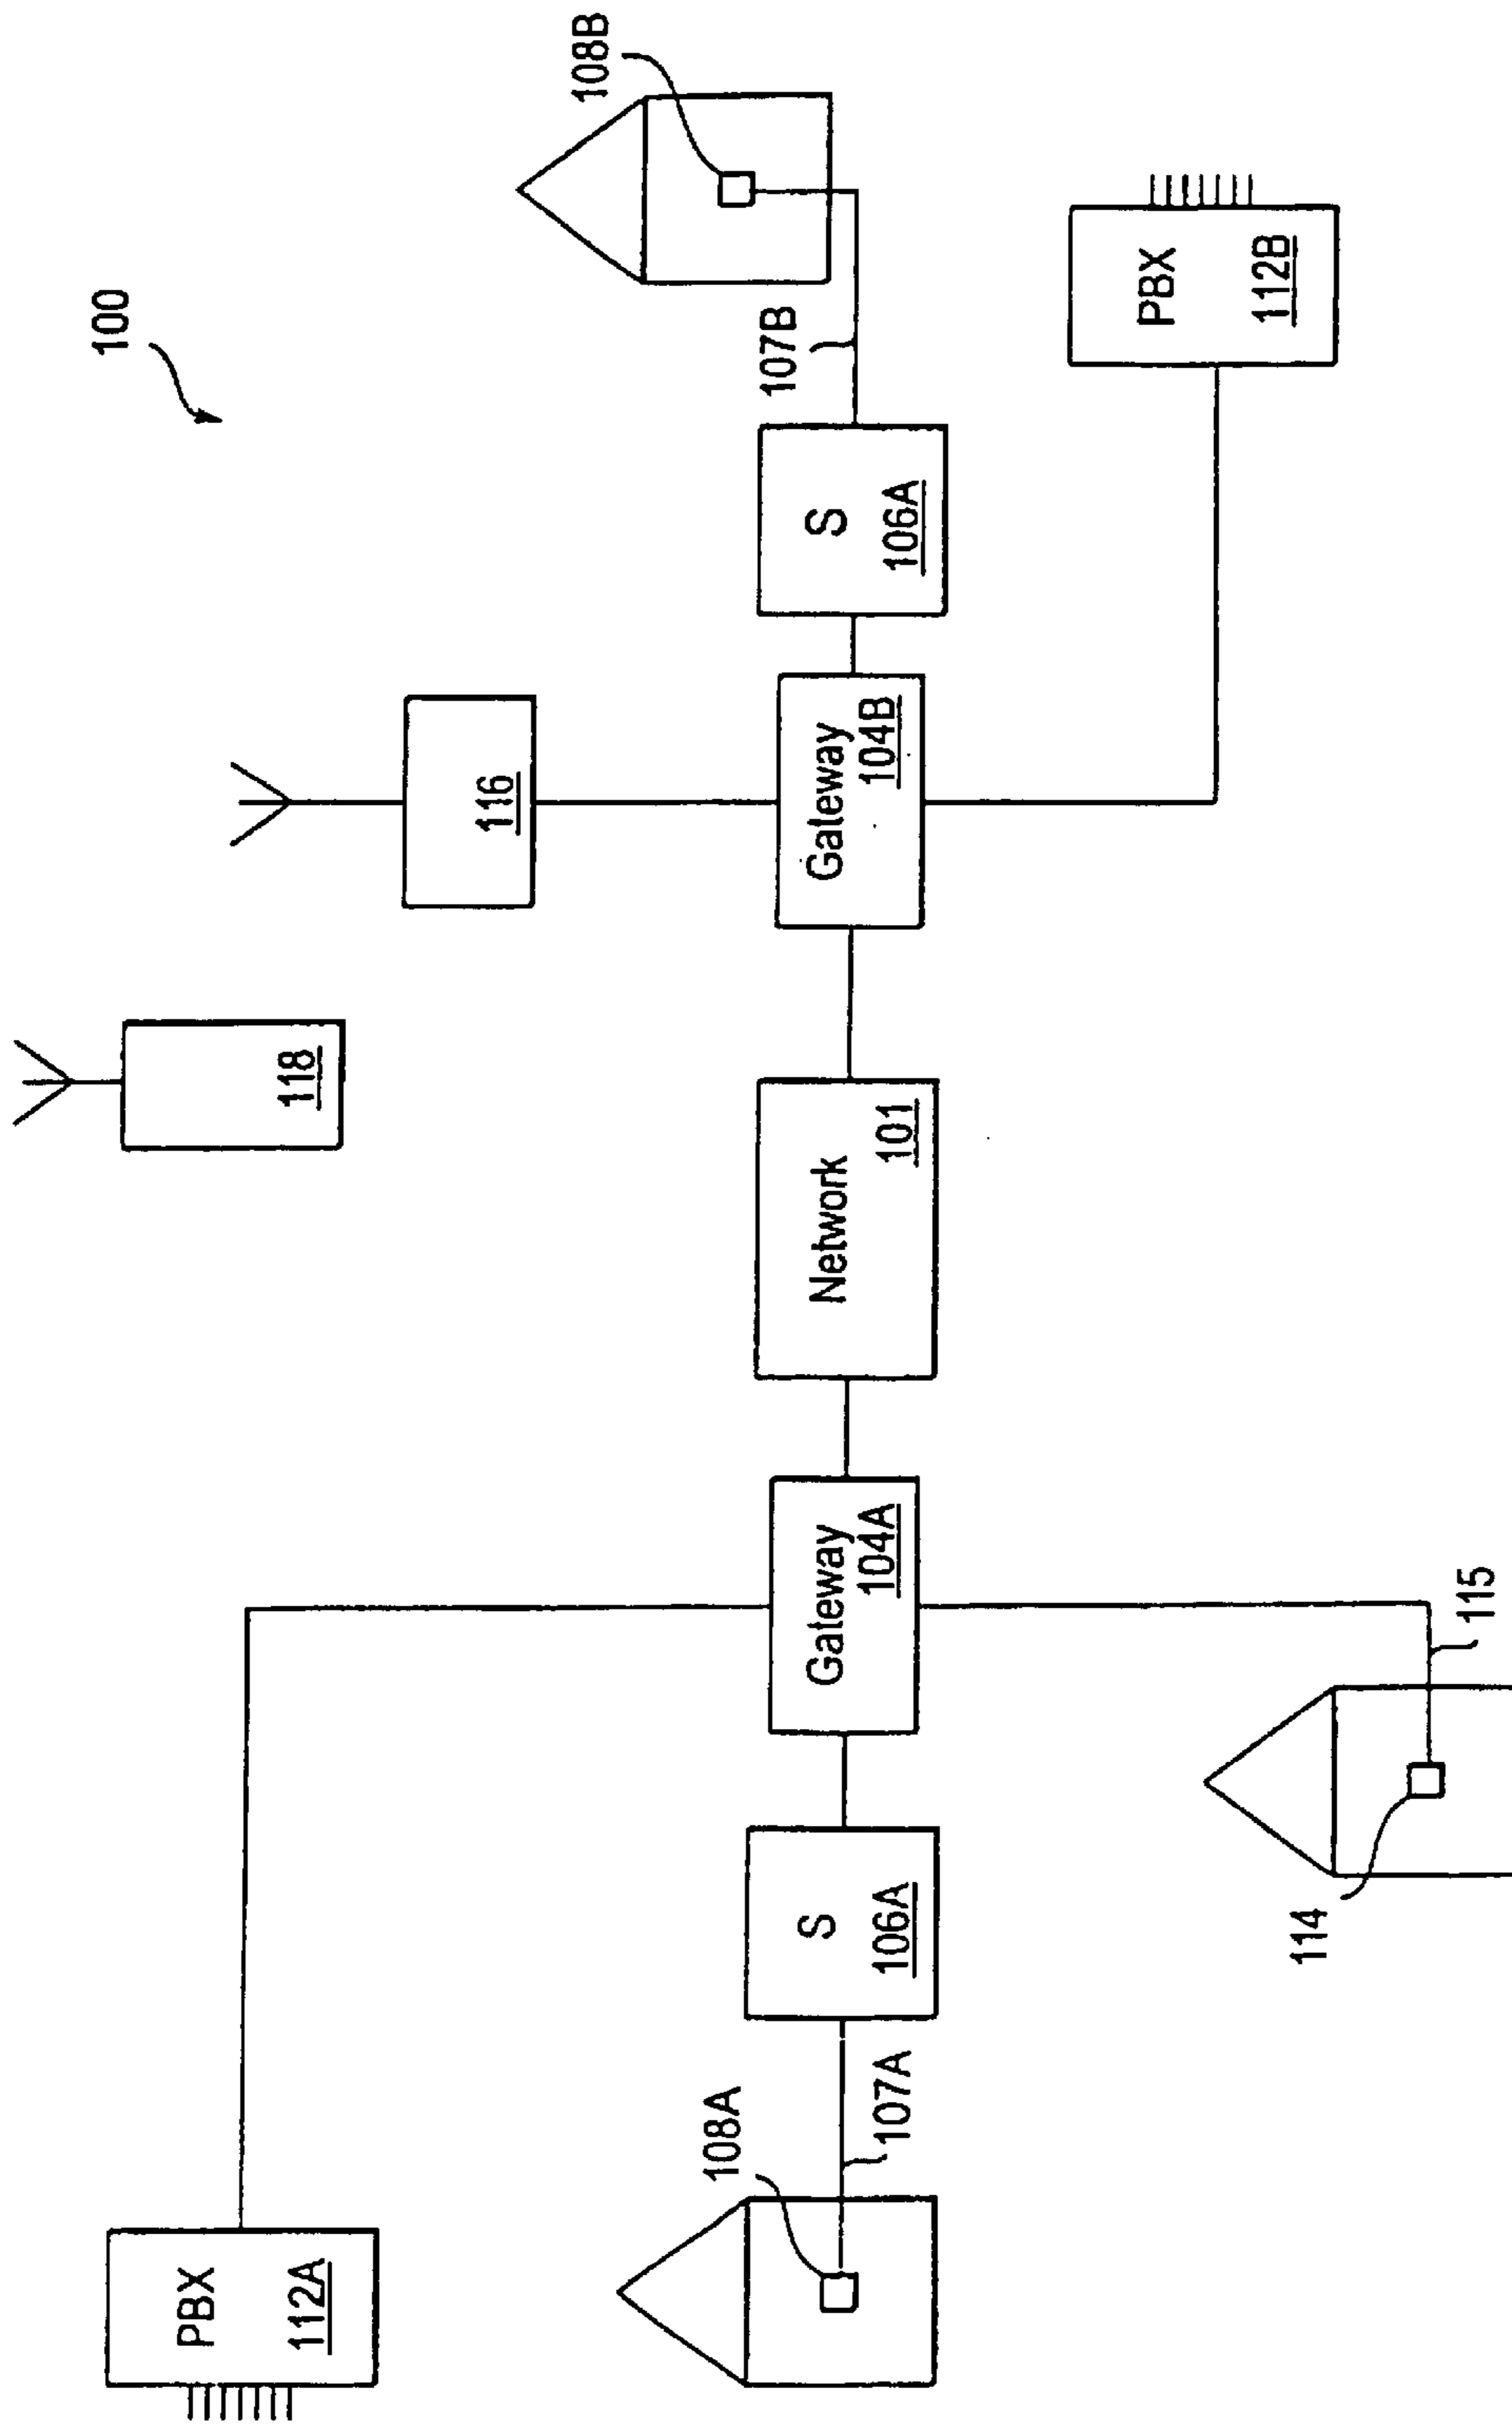 100
118
116
108B
PBX
112A
Gateway
104A
Network
101
Gateway
104B
S
106A
107B
108A
S
106A
107A
PBX
112B
114
115